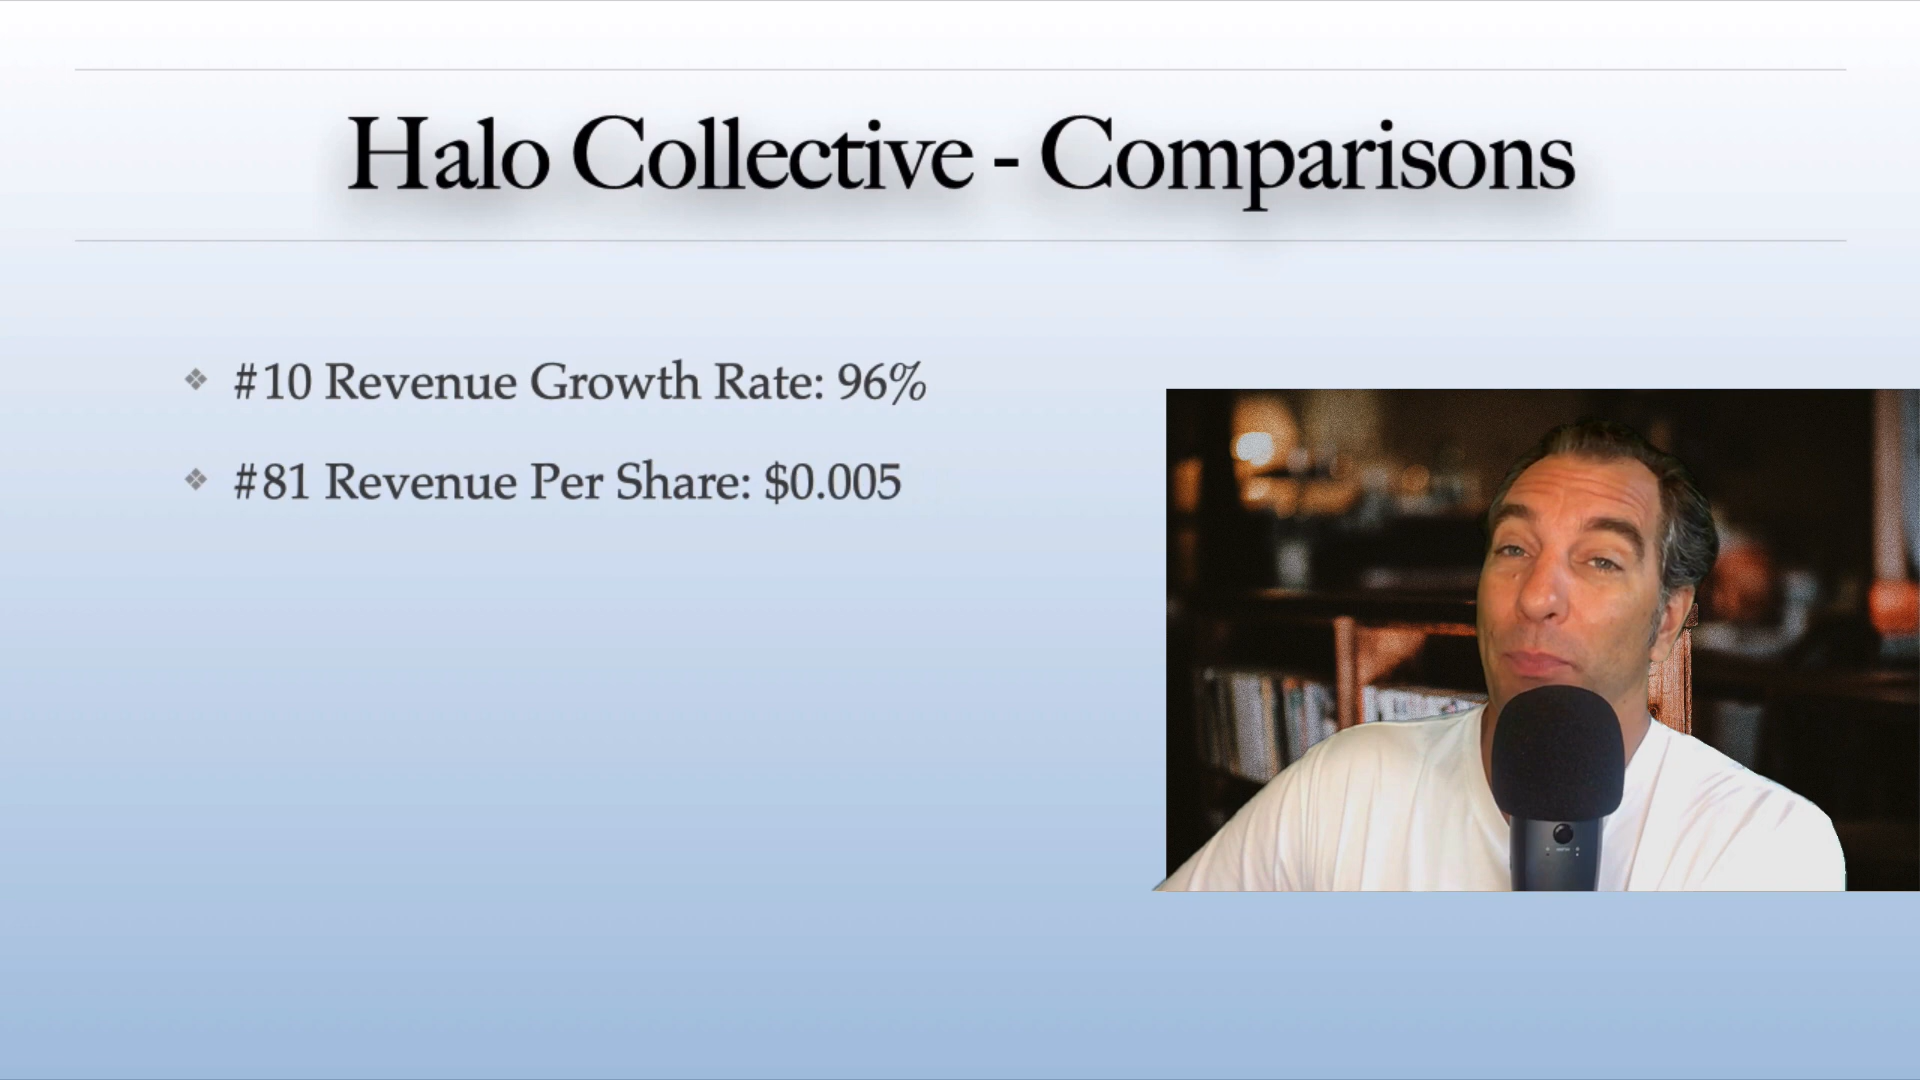 Halo Collective - Comparisons
#10 Revenue Growth Rate: 96%
#81 Revenue Per Share: $0.005